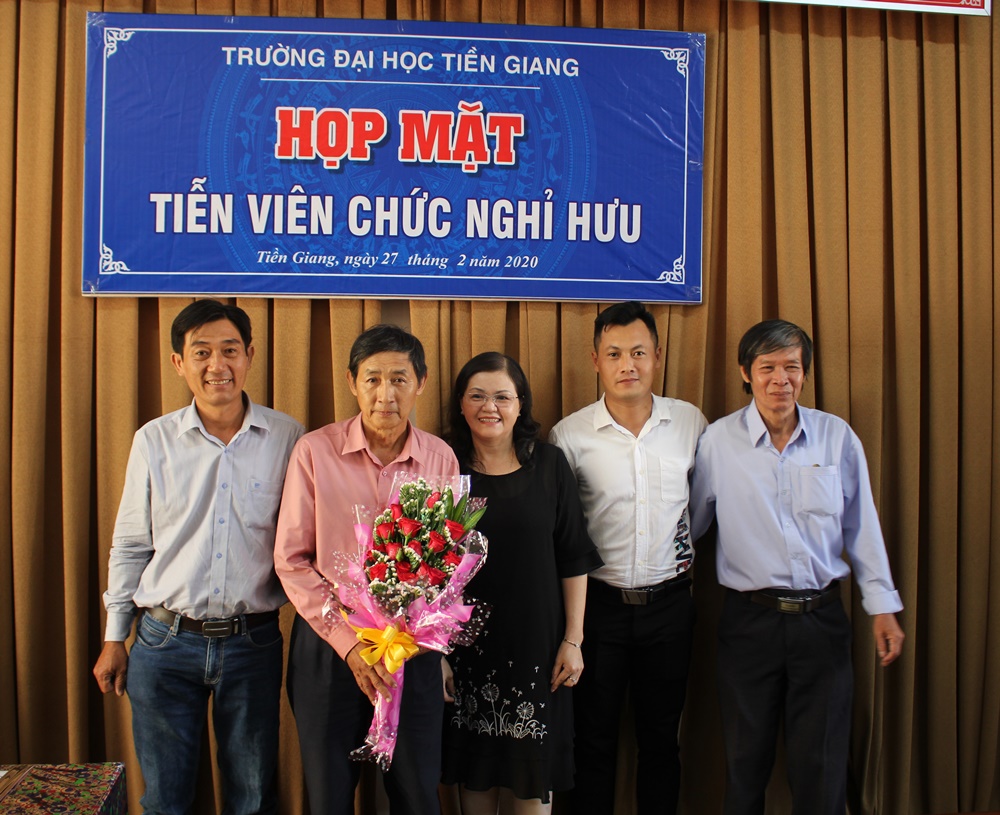 TRƯỜNG ĐẠI HỌC TIỀN GIANG
HỌP MẶT
TIỄN VIÊN CHỨC NGHỈ HƯU
Tiền Giang, ngày 27 tháng 2 năm 2020